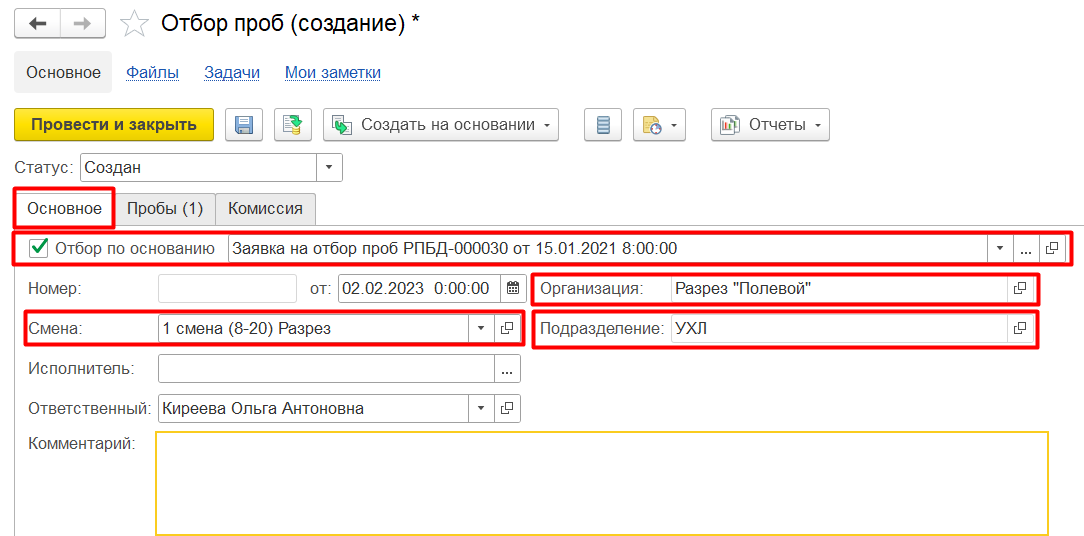 Отбор проб (создание) *
Основное Файлы Задачи Мои заметки
Провести и закрыть Создать на основании Отчеты
Статус: Создан
Основное Пробы (1) Комиссия
Отбор по основанию Заявка на отбор проб РПБД-000030 от 15.01.2021 8:00:00 ...
Номер: от: 02.02.2023 0:00:00 Организация: Разрез "Полевой"
Смена: 1 смена (8-20) Разрез Подразделение: УХЛ
Исполнитель: ...
Ответственный: Киреева Ольга Антоновна
Комментарий: